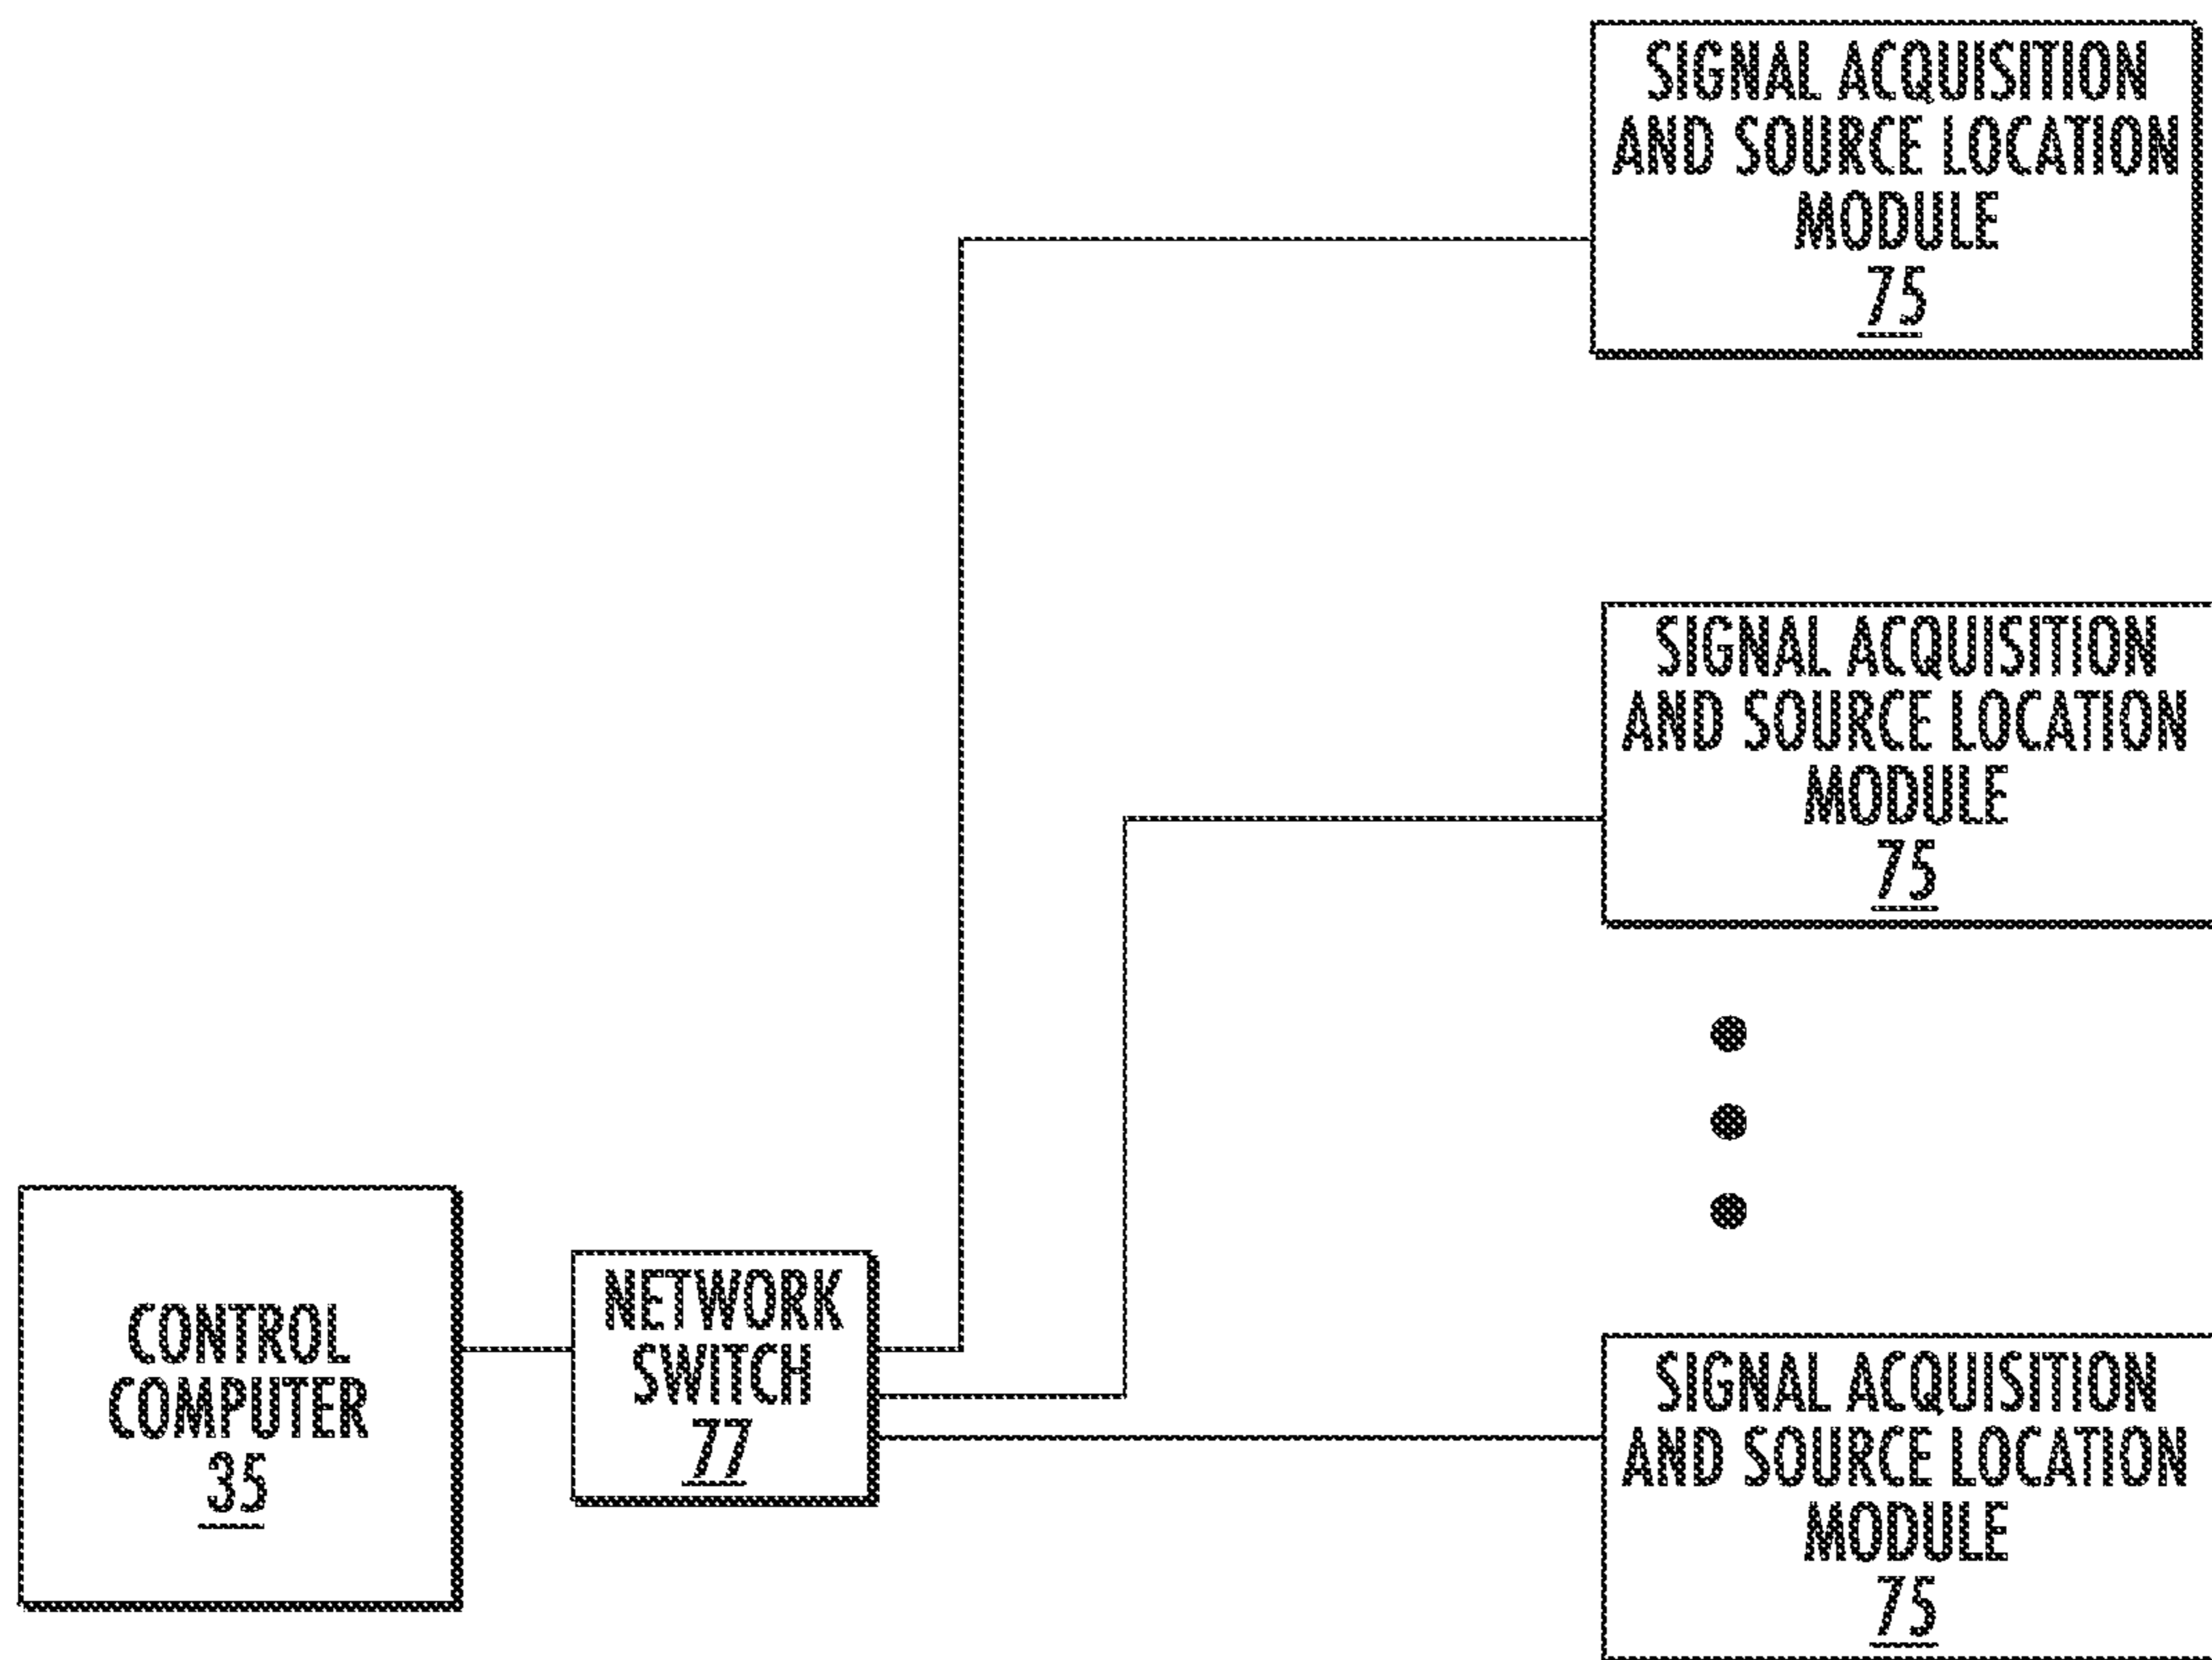 SIGNAL ACQUISITION
AND SOURCE LOCATION
MODULE
75
SIGNAL ACQUISITION
AND SOURCE LOCATION
MODULE
75
CONTROL
COMPUTER
35
NETWORK
SWITCH
77
SIGNAL ACQUISITION
AND SOURCE LOCATION
MODULE
75